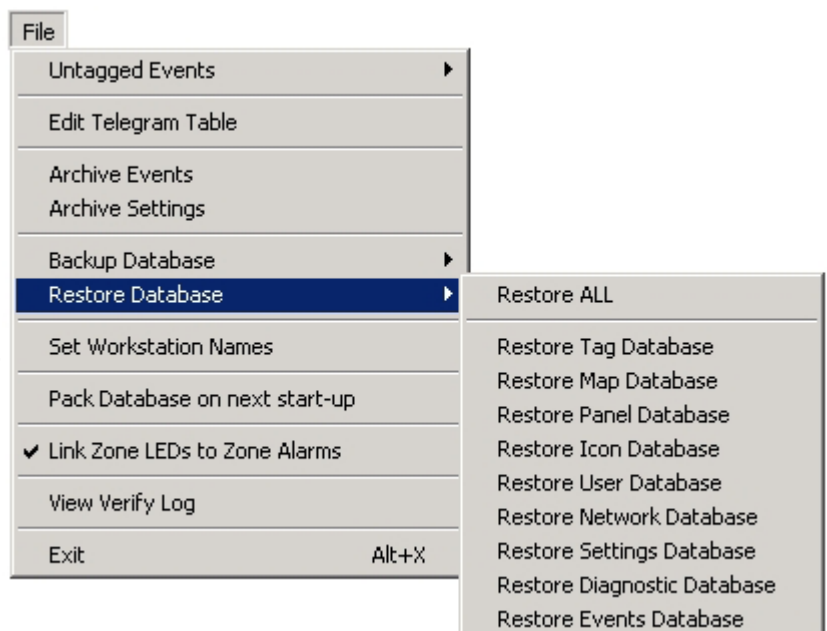 File
Untagged Events
Edit Telegram Table
Archive Events
Archive Settings
Backup Database
Restore Database
Set Workstation Names
Pack Database on next start-up
Link Zone LEDs to Zone Alarms
View Verify Log
Exit Alt+X
Restore ALL
Restore Tag Database
Restore Map Database
Restore Panel Database
Restore Icon Database
Restore User Database
Restore Network Database
Restore Settings Database
Restore Diagnostic Database
Restore Events Database